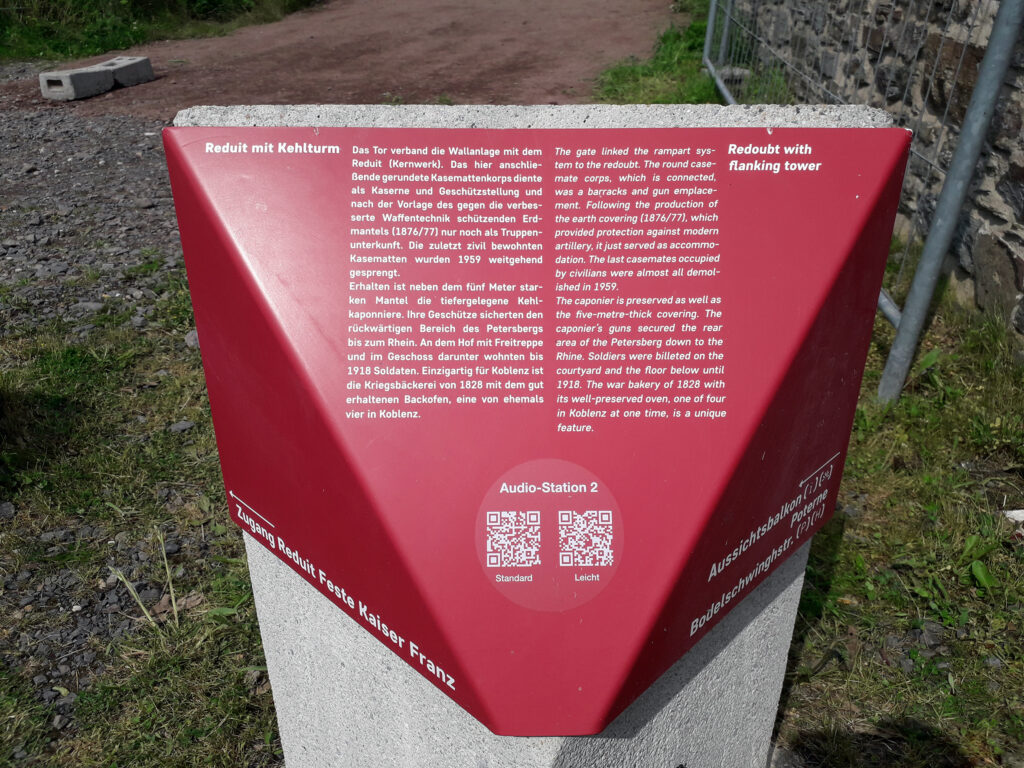 Reduit mit Kehlturm
Das Tor verband die Wallanlage mit dem
Reduit (Kernwerk). Das hier anschlie-
ßende gerundete Kasemattenkorps diente
als Kaserne und Geschützstellung und
nach der Vorlage des gegen die verbes-
serte Waffentechnik schützenden Erd-
mantels (1876/77) nur noch als Truppen-
unterkunft. Die zuletzt zivil bewohnten
Kasematten wurden 1959 weitgehend
gesprengt.
Erhalten ist neben dem fünf Meter star-
ken Mantel die tiefergelegene Kehl-
kaponniere. Ihre Geschütze sicherten den
rückwärtigen Bereich des Petersbergs
bis zum Rhein. An dem Hof mit Freitreppe
und im Geschoss darunter wohnten bis
1918 Soldaten. Einzigartig für Koblenz ist
die Kriegsbäckerei von 1828 mit dem gut
erhaltenen Backofen, eine von ehemals
vier in Koblenz.
The gate linked the rampart sys-
tem to the redoubt. The round case-
mate corps, which is connected,
was a barracks and gun emplace-
ment. Following the production of
the earth covering (1876/77), which
provided protection against modern
artillery, it just served as accommo-
dation. The last casemates occupied
by civilians were almost all demol-
ished in 1959.
The caponier is preserved as well as
the five-metre-thick covering. The
caponier's guns secured the rear
area of the Petersberg down to the
Rhine. Soldiers were billeted on the
courtyard and the floor below until
1918. The war bakery of 1828 with
its well-preserved oven, one of four
in Koblenz at one time, is a unique
feature.
Redoubt with
flanking tower
Audio-Station 2
Standard
Leicht
Zugang Reduit Feste Kaiser Franz
Aussichtsbalkon
Poterne
Bodelschwinghstr. (P) (H)